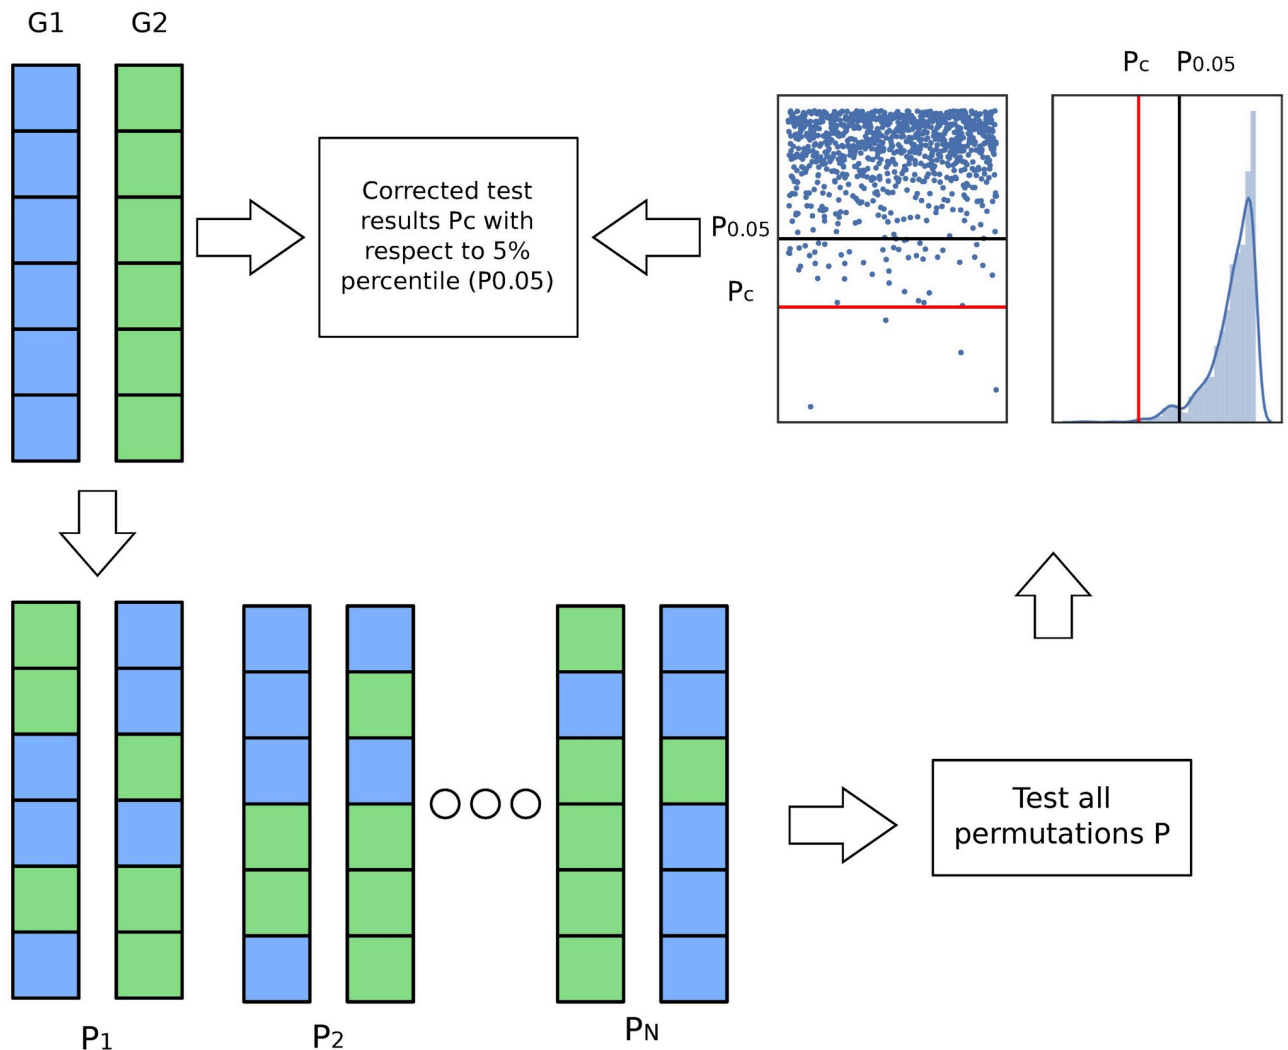 G1 G2
Pc P0.05
Corrected test
results Pc with
respect to 5%
percentile (P0.05)
P0.05
Pc
Test all
permutations P
P1 P2 PN